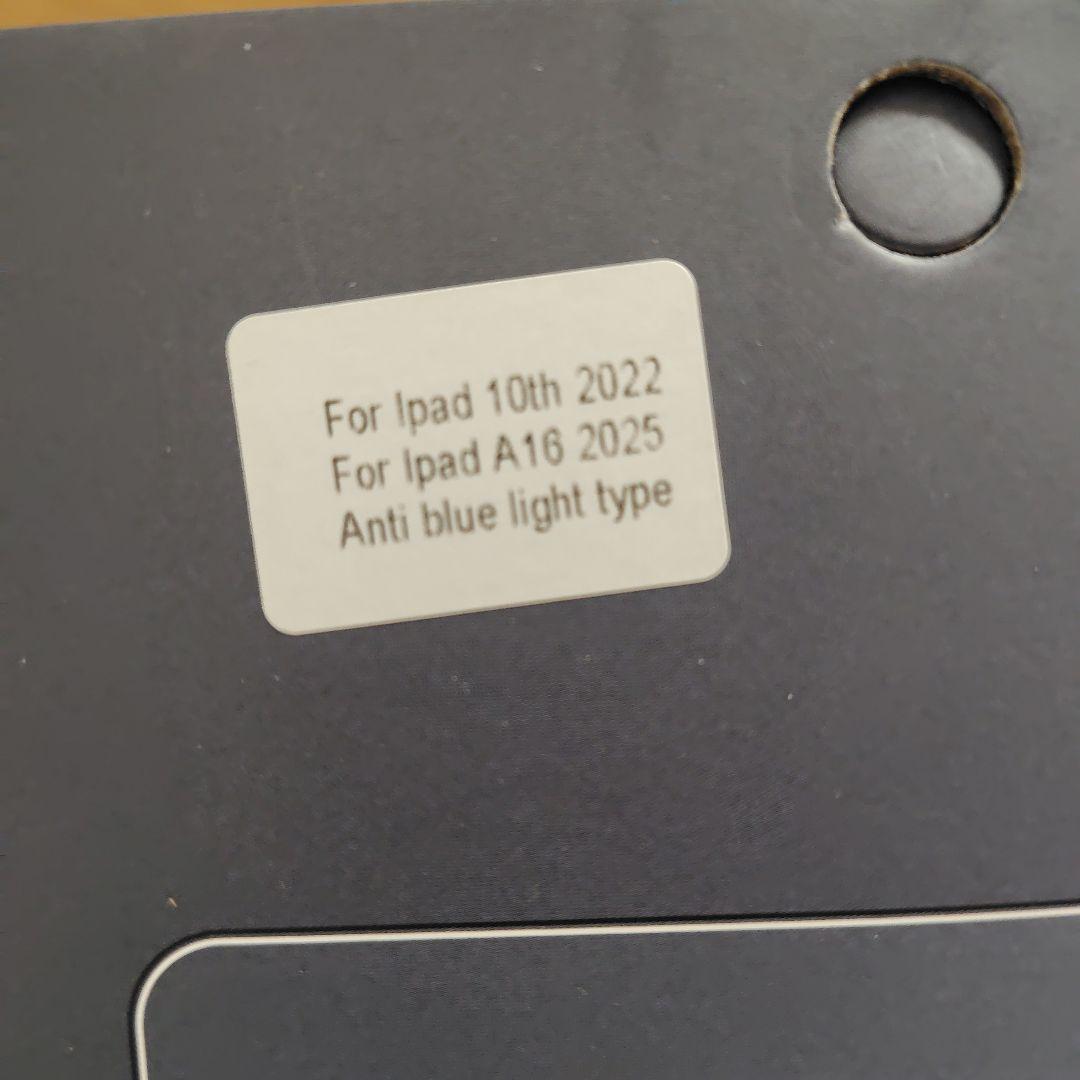 For Ipad 10th 2022
For Ipad A16 2025
Anti blue light type